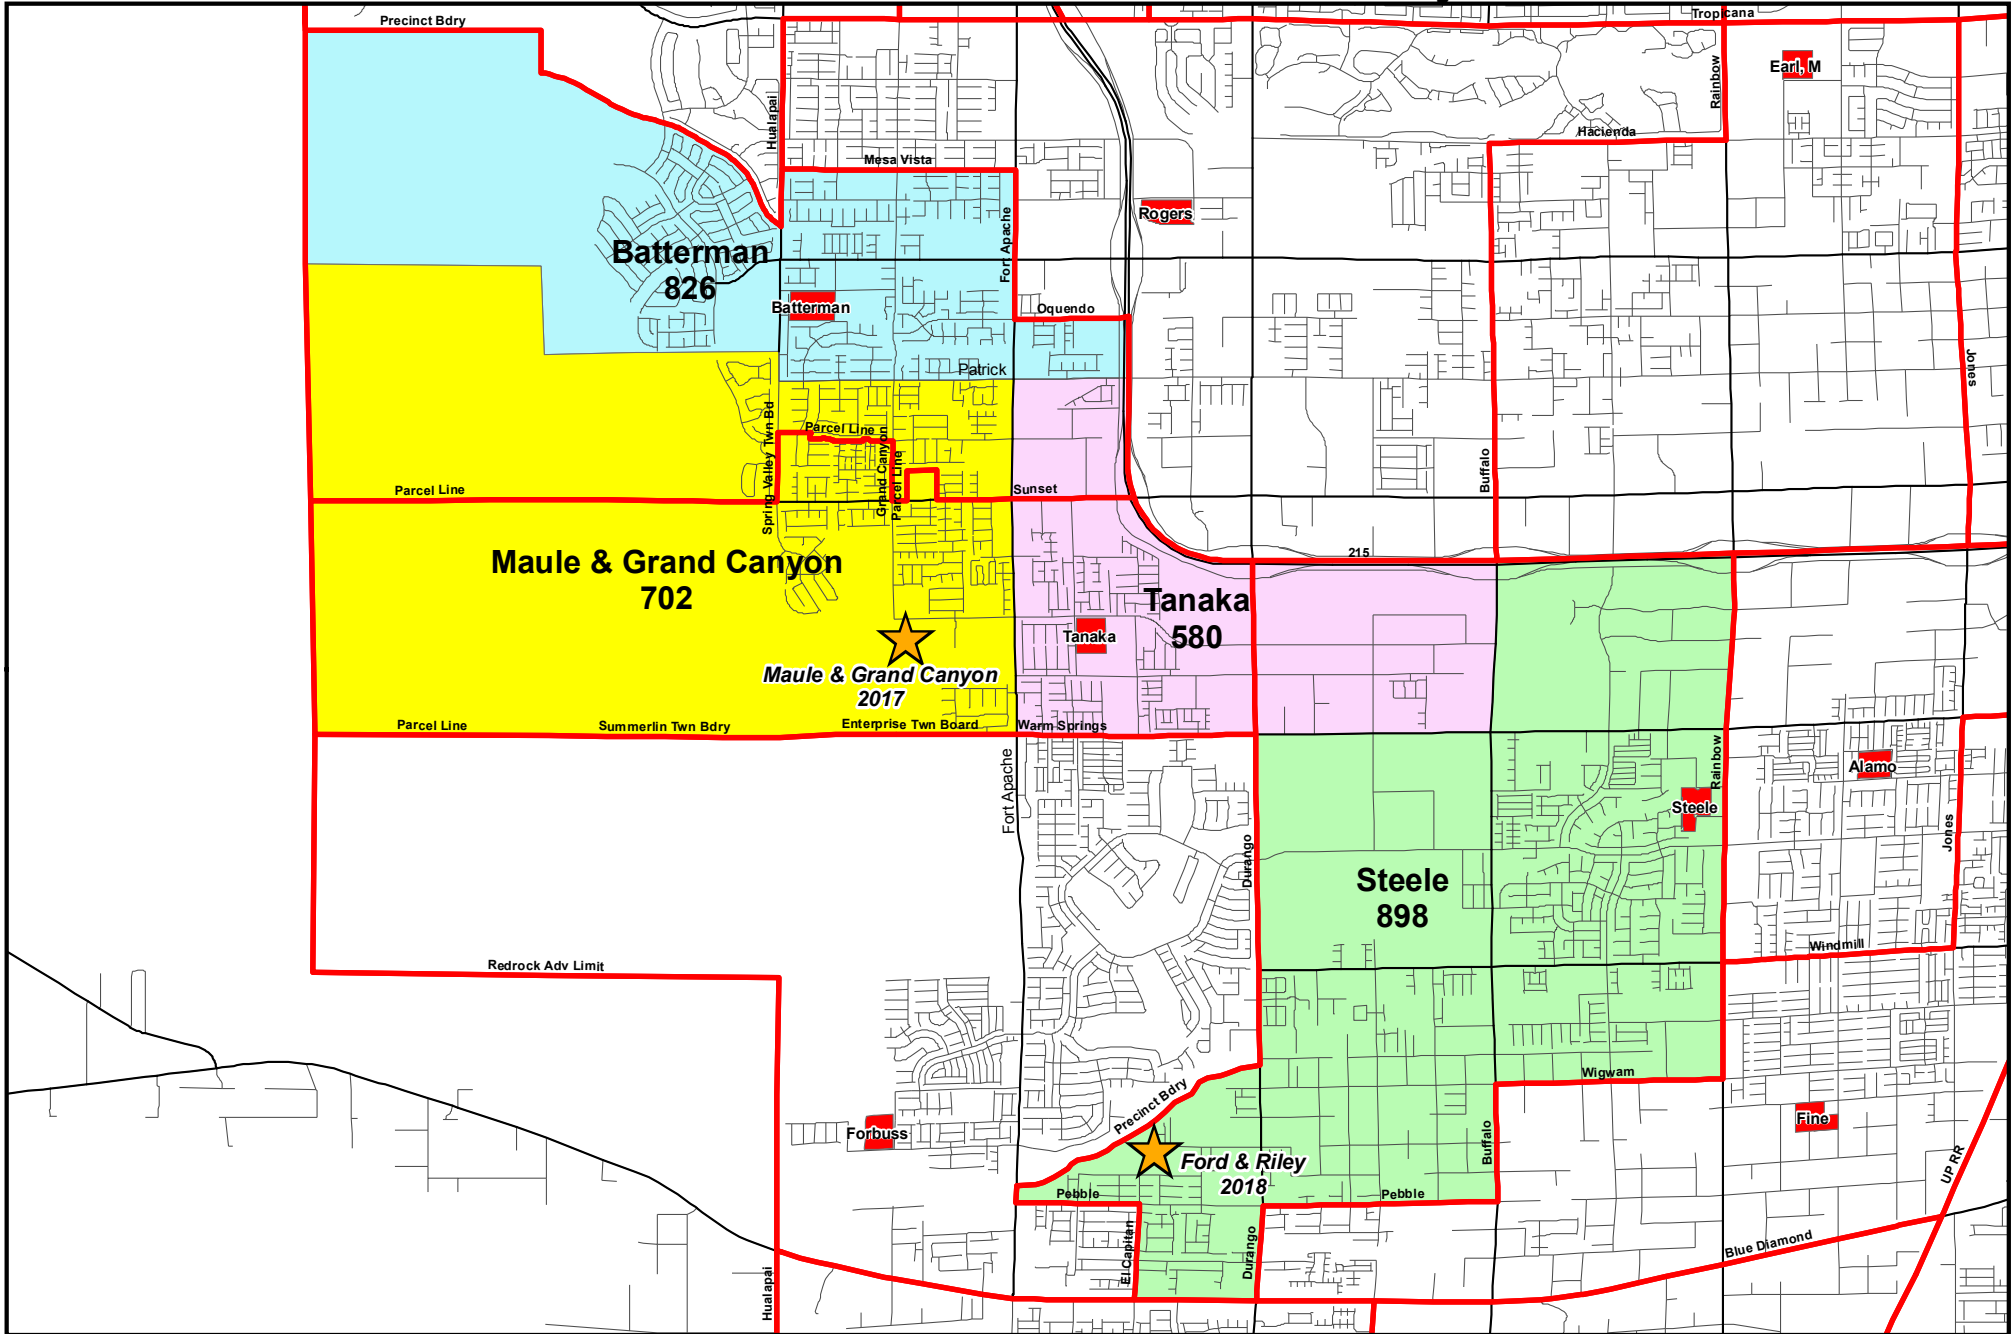 Precinct Bdry
Tropicana
Earl, M
Rainbow
Hualapai
Hacienda
Mesa Vista
Rogers
Fort Apache
Batterman
826
Batterman
Oquendo
Patrick
Jones
Spring Valley Twn Bd
Parcel Line
Grand Canyon
Parcel Line
Buffalo
Parcel Line
Sunset
215
Maule & Grand Canyon
702
Tanaka
580
Tanaka
Maule & Grand Canyon
2017
Parcel Line
Summerlin Twn Bdry
Enterprise Twn Board
Warm Springs
Fort Apache
Rainbow
Alamo
Steele
Jones
Durango
Steele
898
Windmill
Redrock Adv Limit
Wigwam
Precinct Bdry
Forbuss
Fine
Buffalo
Ford & Riley
2018
UP RR
Pebble
Pebble
El Capitan
Durango
Blue Diamond
Hualapai